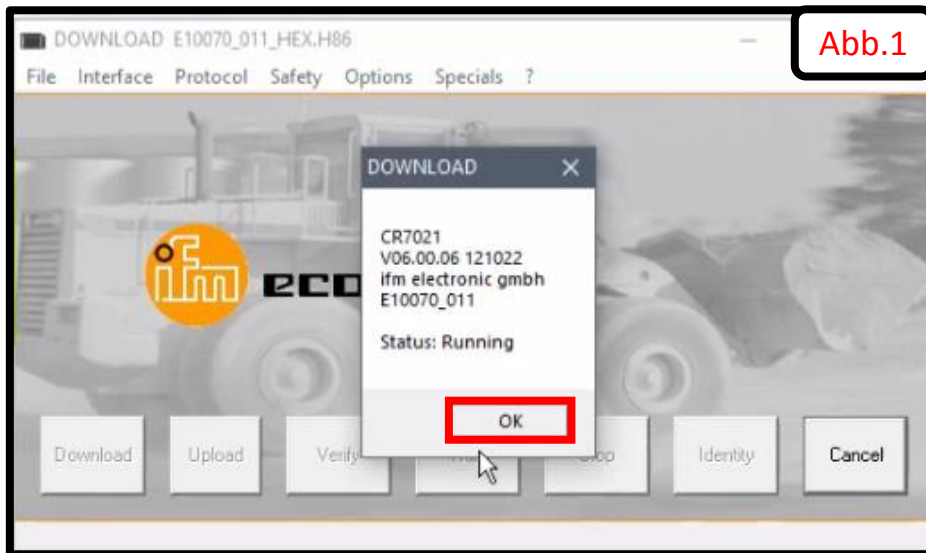 DOWNLOAD E10070_011_HEX.H86
Abb.1
File Interface Protocol Safety Options Specials ?
DOWNLOAD
CR7021
V06.00.06 121022
ifm electronic gmbh
E10070_011
Status: Running
OK
ifm
Download Upload Verify Identity Cancel